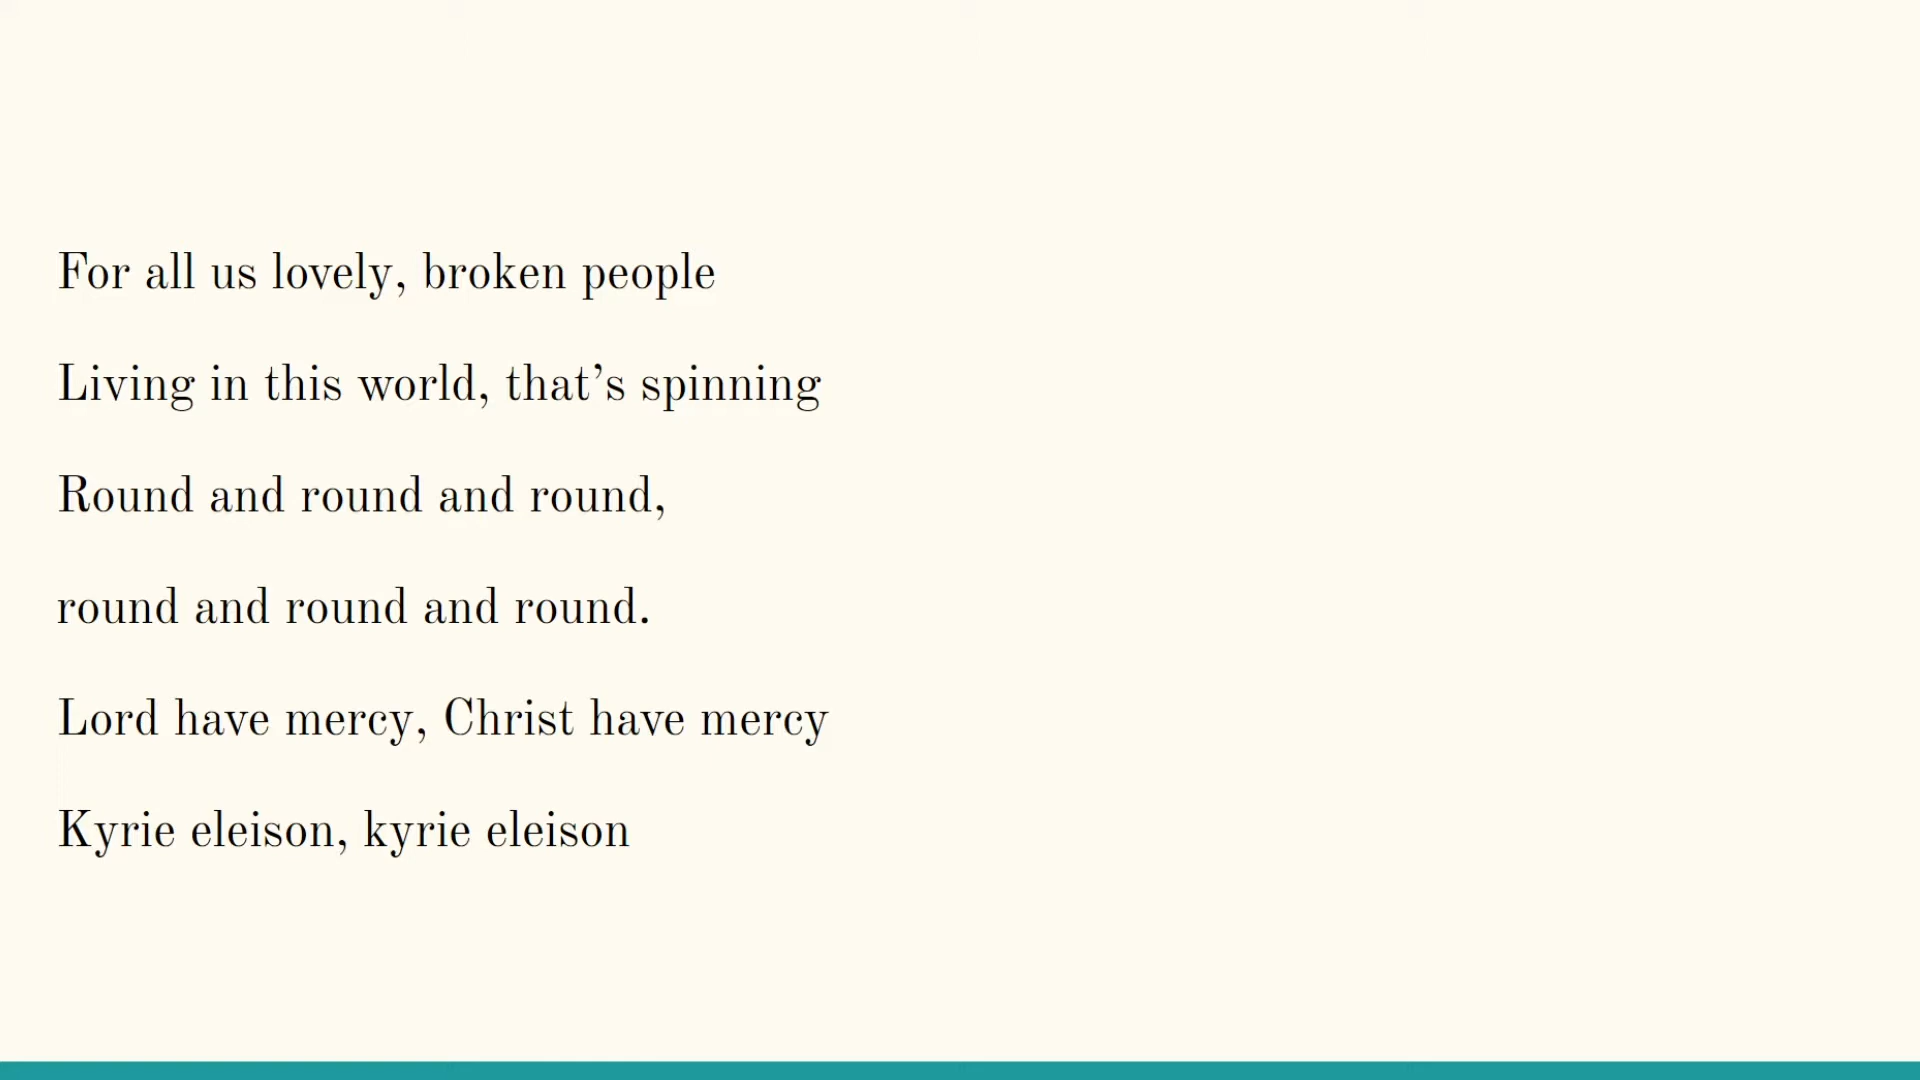 For all us lovely, broken people
Living in this world, that’s spinning
Round and round and round,
round and round and round.
Lord have mercy, Christ have mercy
Kyrie eleison, kyrie eleison